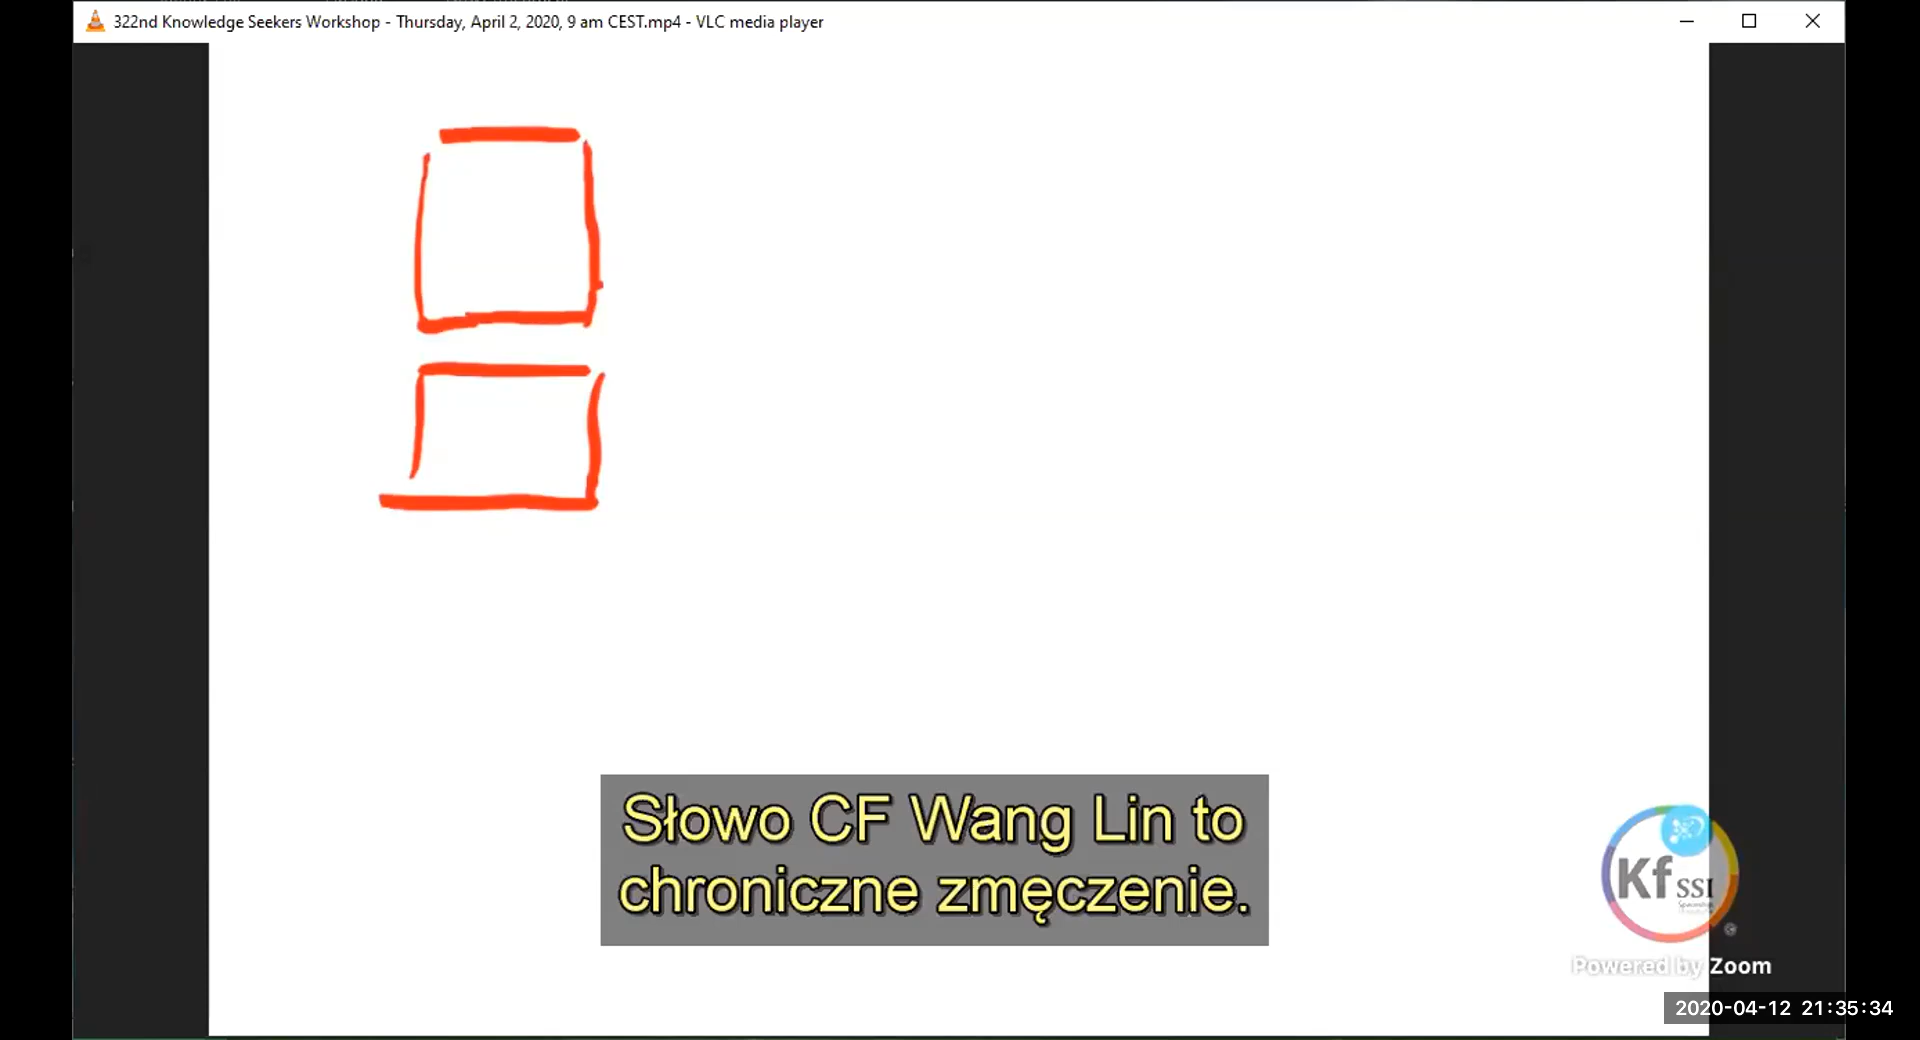 322nd Knowledge Seekers Workshop - Thursday, April 2, 2020, 9 am CEST.mp4 - VLC media player
Słowo CF Wang Lin to
chroniczne zmęczenie.
Kf SSI
Powered by Zoom
2020-04-12 21:35:34